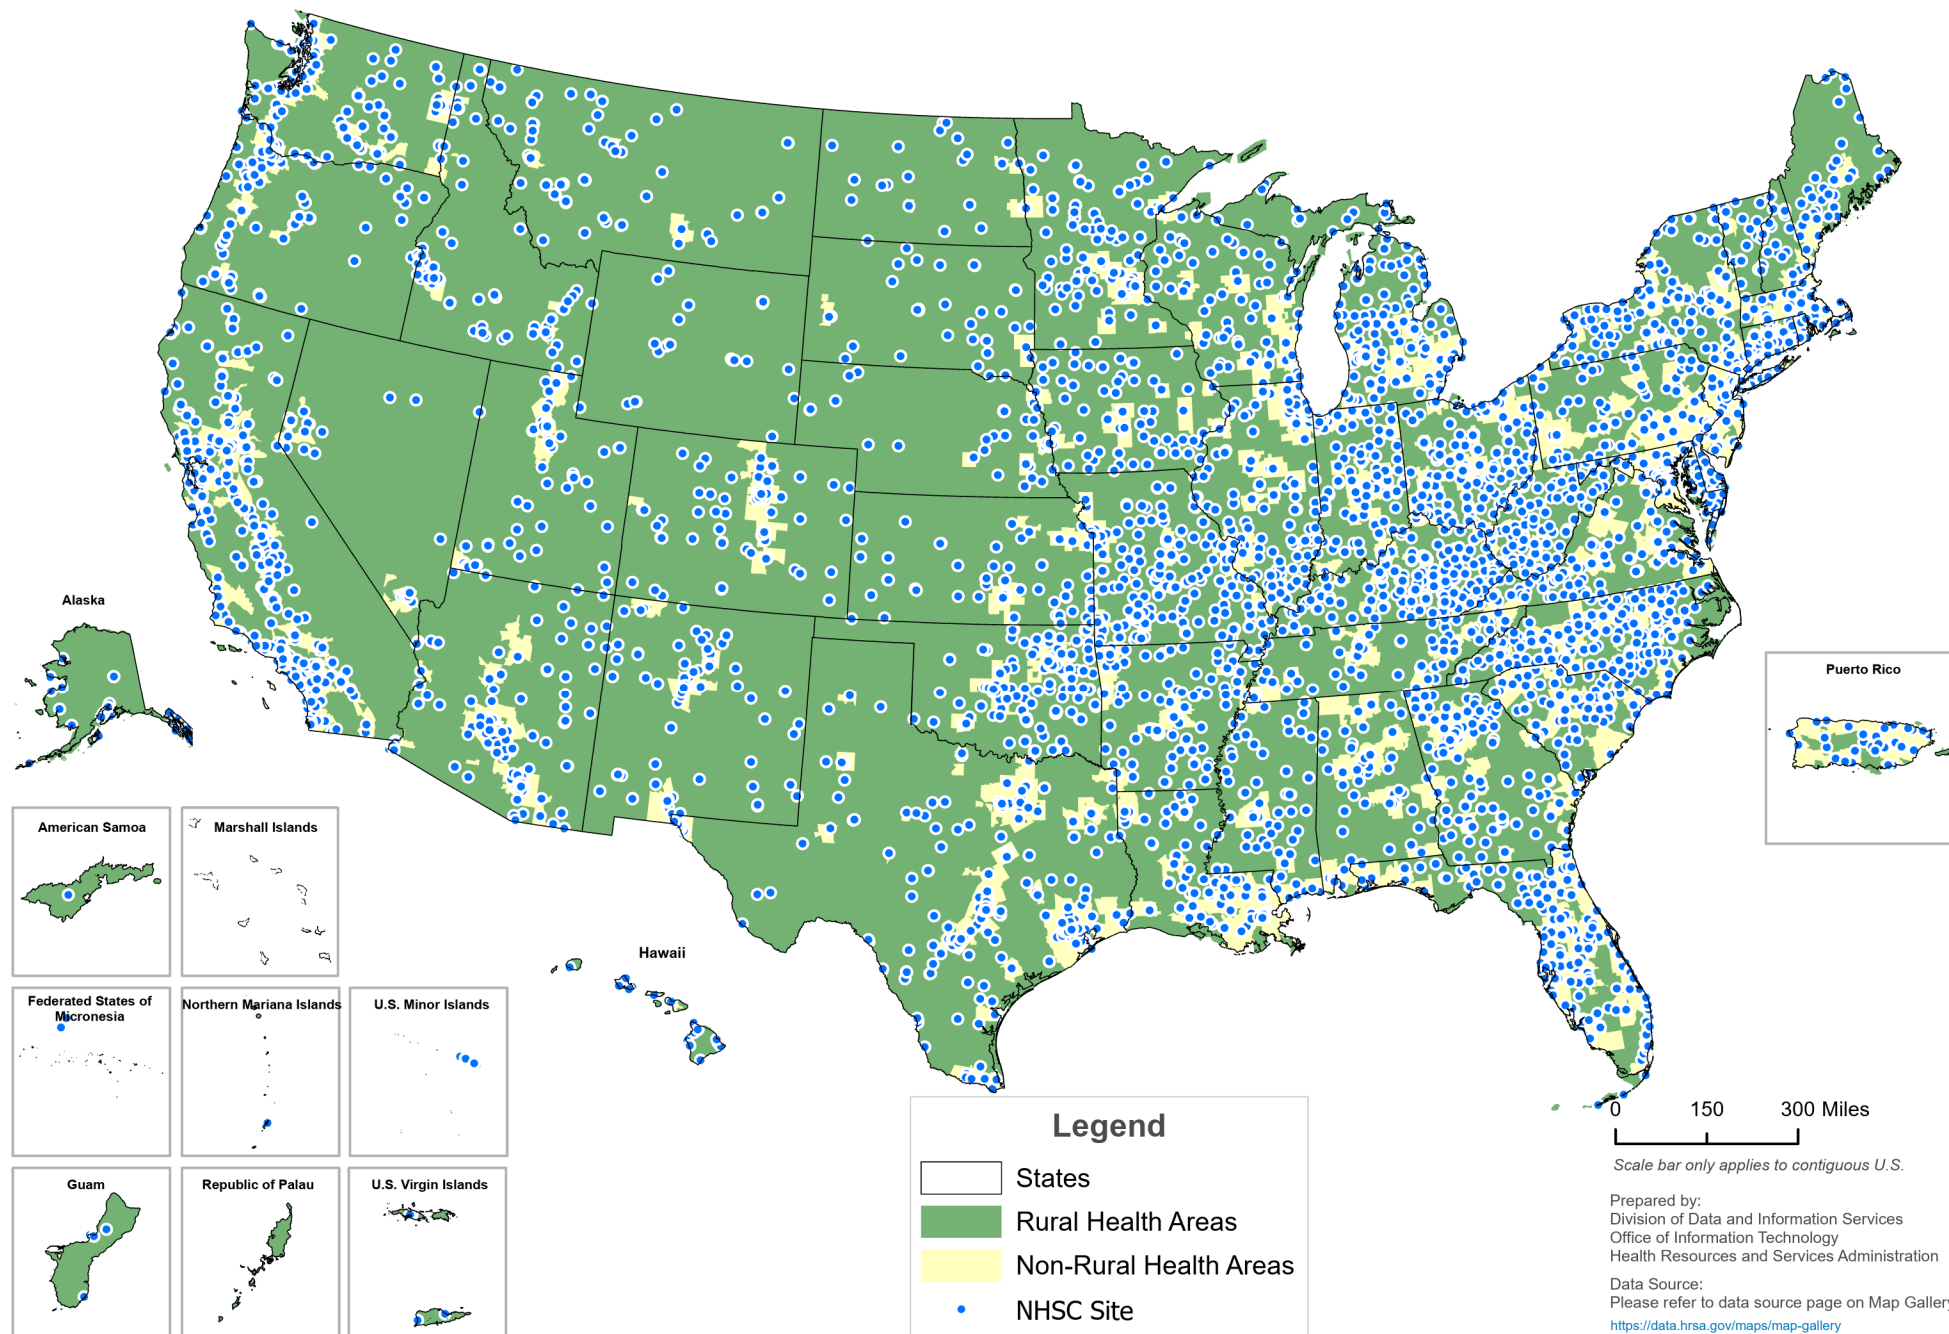 Alaska
Puerto Rico
American Samoa
Marshall Islands
Hawaii
Federated States of
Micronesia
Northern Mariana Islands
U.S. Minor Islands
Guam
Republic of Palau
U.S. Virgin Islands
Legend
States
Rural Health Areas
Non-Rural Health Areas
NHSC Site
0 150 300 Miles
Scale bar only applies to contiguous U.S.
Prepared by:
Division of Data and Information Services
Office of Information Technology
Health Resources and Services Administration
Data Source:
Please refer to data source page on Map Gallery
https://data.hrsa.gov/maps/map-gallery